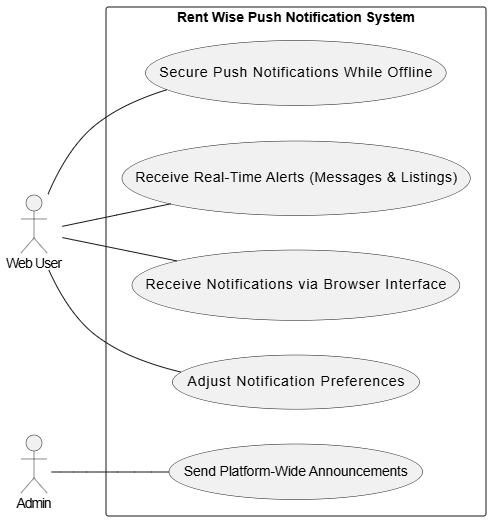 Rent Wise Push Notification System
Secure Push Notifications While Offline
Receive Real-Time Alerts (Messages & Listings)
Web User
Receive Notifications via Browser Interface
Adjust Notification Preferences
Send Platform-Wide Announcements
Admin